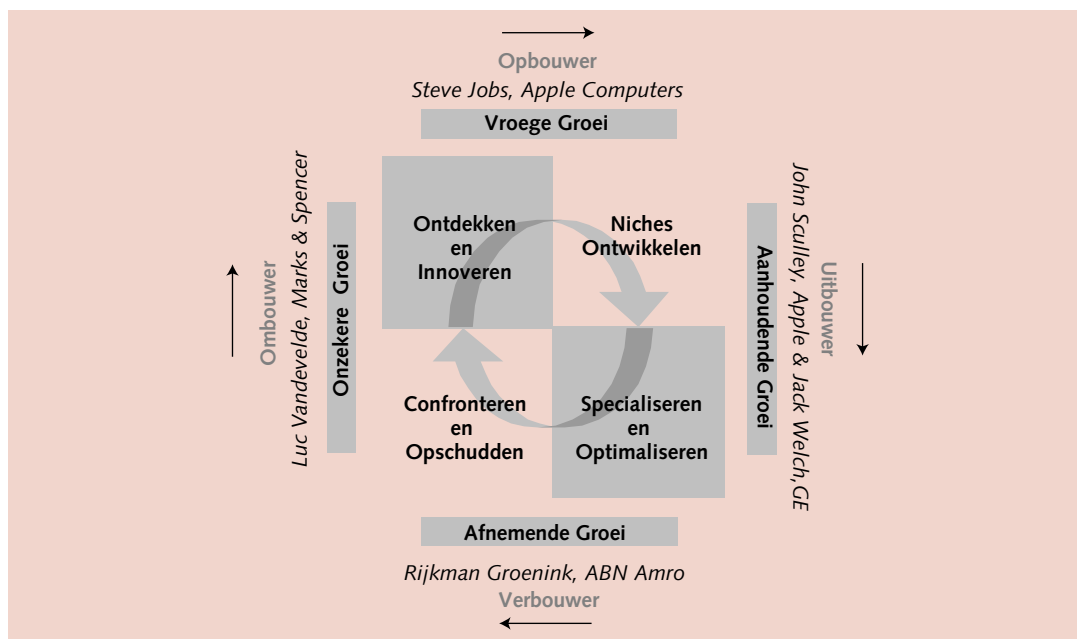 Opbouwer
Steve Jobs, Apple Computers
Vroege Groei
Ombouwer
Luc Vandevelde, Marks & Spencer
Onzekere Groei
Ontdekken
en
Innoveren
Niches
Ontwikkelen
Confronteren
en
Opschudden
Specialiseren
en
Optimaliseren
Aanhoudende Groei
John Sculley, Apple & Jack Welch,GE
Uitbouwer
Afnemende Groei
Rijkman Groenink, ABN Amro
Verbouwer